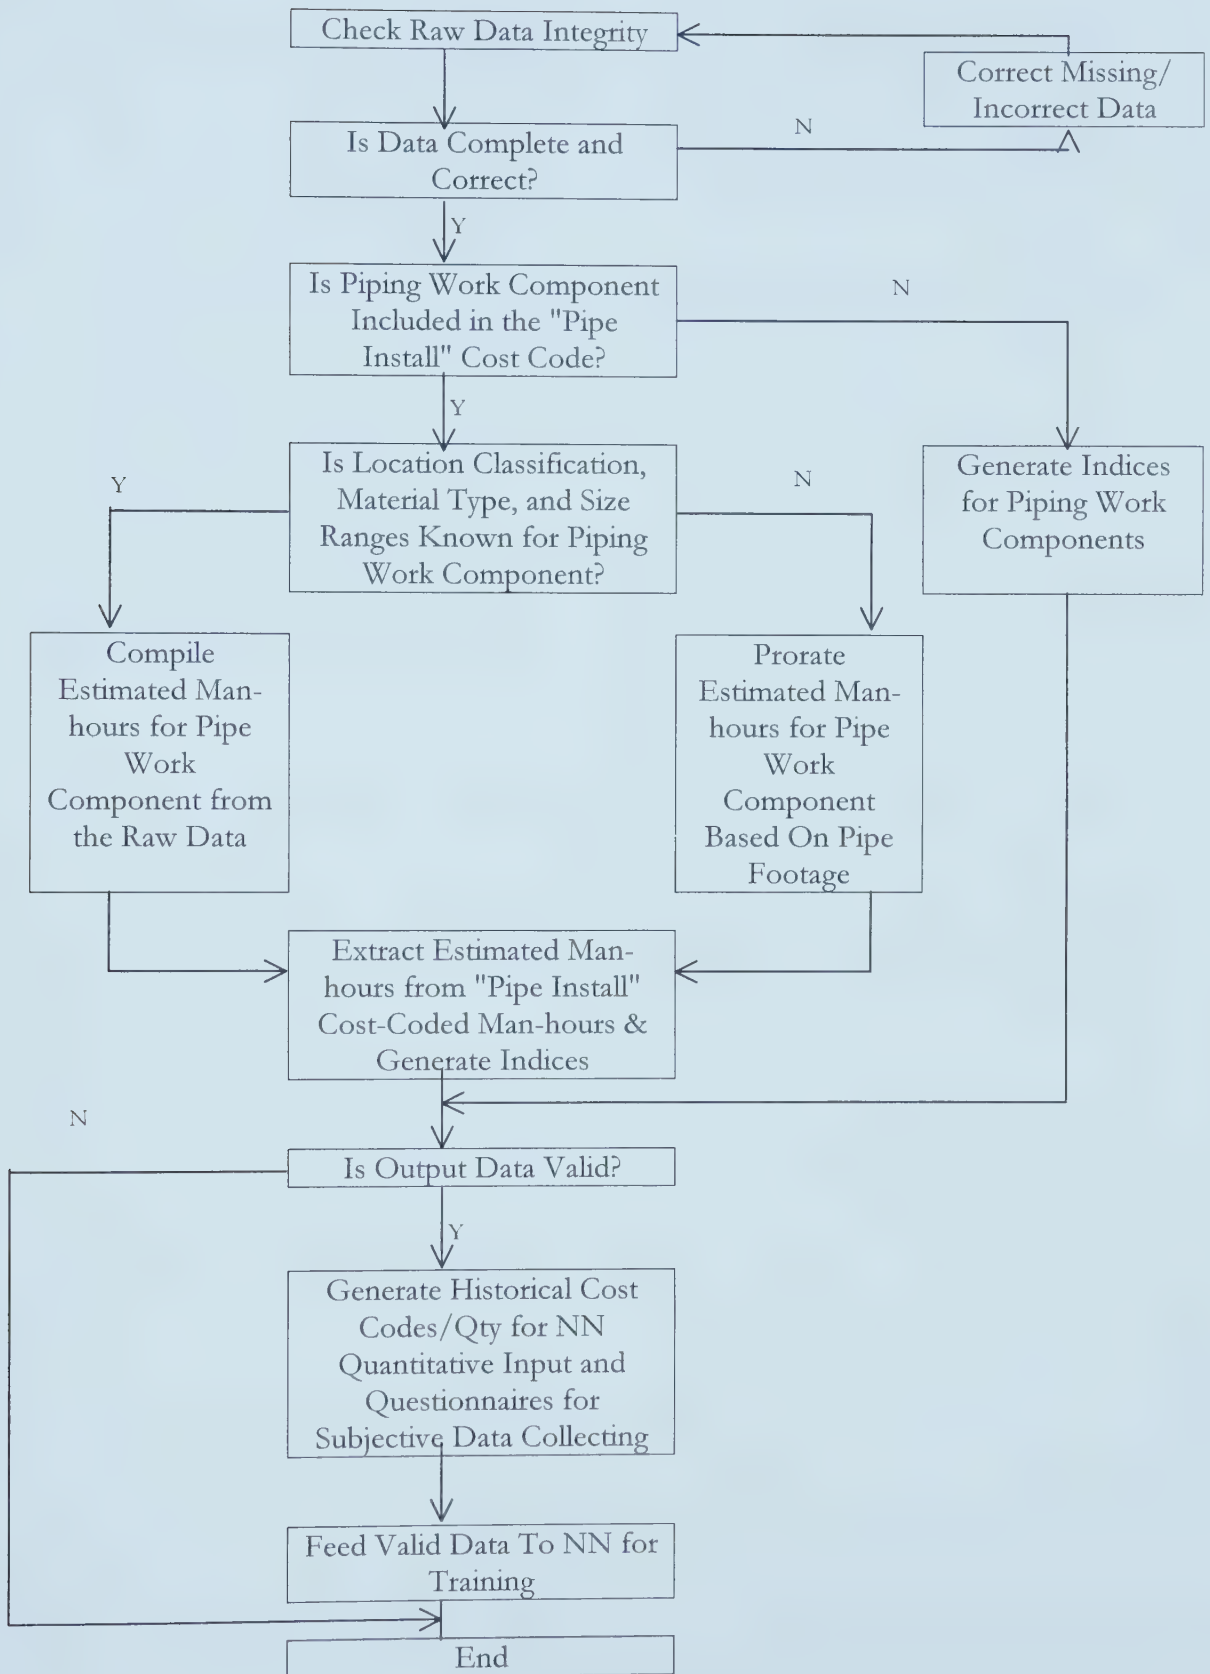 Check Raw Data Integrity
Correct Missing/
Incorrect Data
N
Is Data Complete and
Correct?
Y
Is Piping Work Component
Included in the "Pipe
Install" Cost Code?
N
Y
Is Location Classification,
Material Type, and Size
Ranges Known for Piping
Work Component?
Y
N
Generate Indices
for Piping Work
Components
Compile
Estimated Man-
hours for Pipe
Work
Component from
the Raw Data
Prorate
Estimated Man-
hours for Pipe
Work
Component
Based On Pipe
Footage
Extract Estimated Man-
hours from "Pipe Install"
Cost-Coded Man-hours &
Generate Indices
N
Is Output Data Valid?
Y
Generate Historical Cost
Codes/Qty for NN
Quantitative Input and
Questionnaires for
Subjective Data Collecting
Feed Valid Data To NN for
Training
End